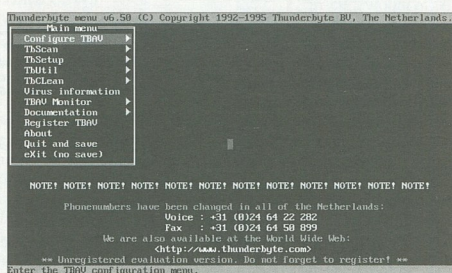 Thunderbyte menu v6.50 (C) Copyright 1992-1995 Thunderbyte BV, The Netherlands.
Main menu
Configure TBAV
TbScan
TbSetup
TbUtil
TbCLean
Virus information
TBAV Monitor
Documentation
Register TBAV
About
Quit and save
eXit (no save)
NOTE! NOTE! NOTE! NOTE! NOTE! NOTE! NOTE! NOTE! NOTE! NOTE! NOTE! NOTE!
Phonenumbers have been changed in all of the Netherlands:
Voice : +31 (0)24 64 22 282
Fax : +31 (0)24 64 50 899
We are also available at the World Wide Web:
<http://www.thunderbyte.com>
** Unregistered evaluation version. Do not forget to register! **
Enter the TBAV configuration menu.